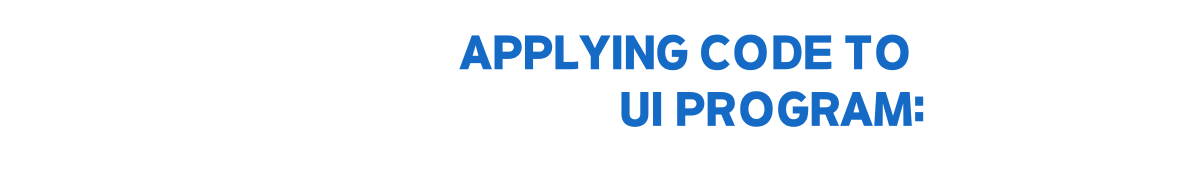 APPLYING CODE TO
UI PROGRAM: